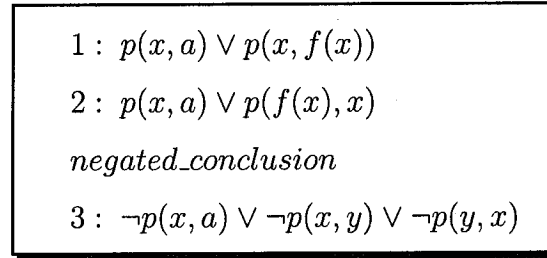 1 : p(x, a) ∨ p(x, f(x))
2 : p(x, a) ∨ p(f(x), x)
negated_conclusion
3 : ¬p(x, a) ∨ ¬p(x, y) ∨ ¬p(y, x)